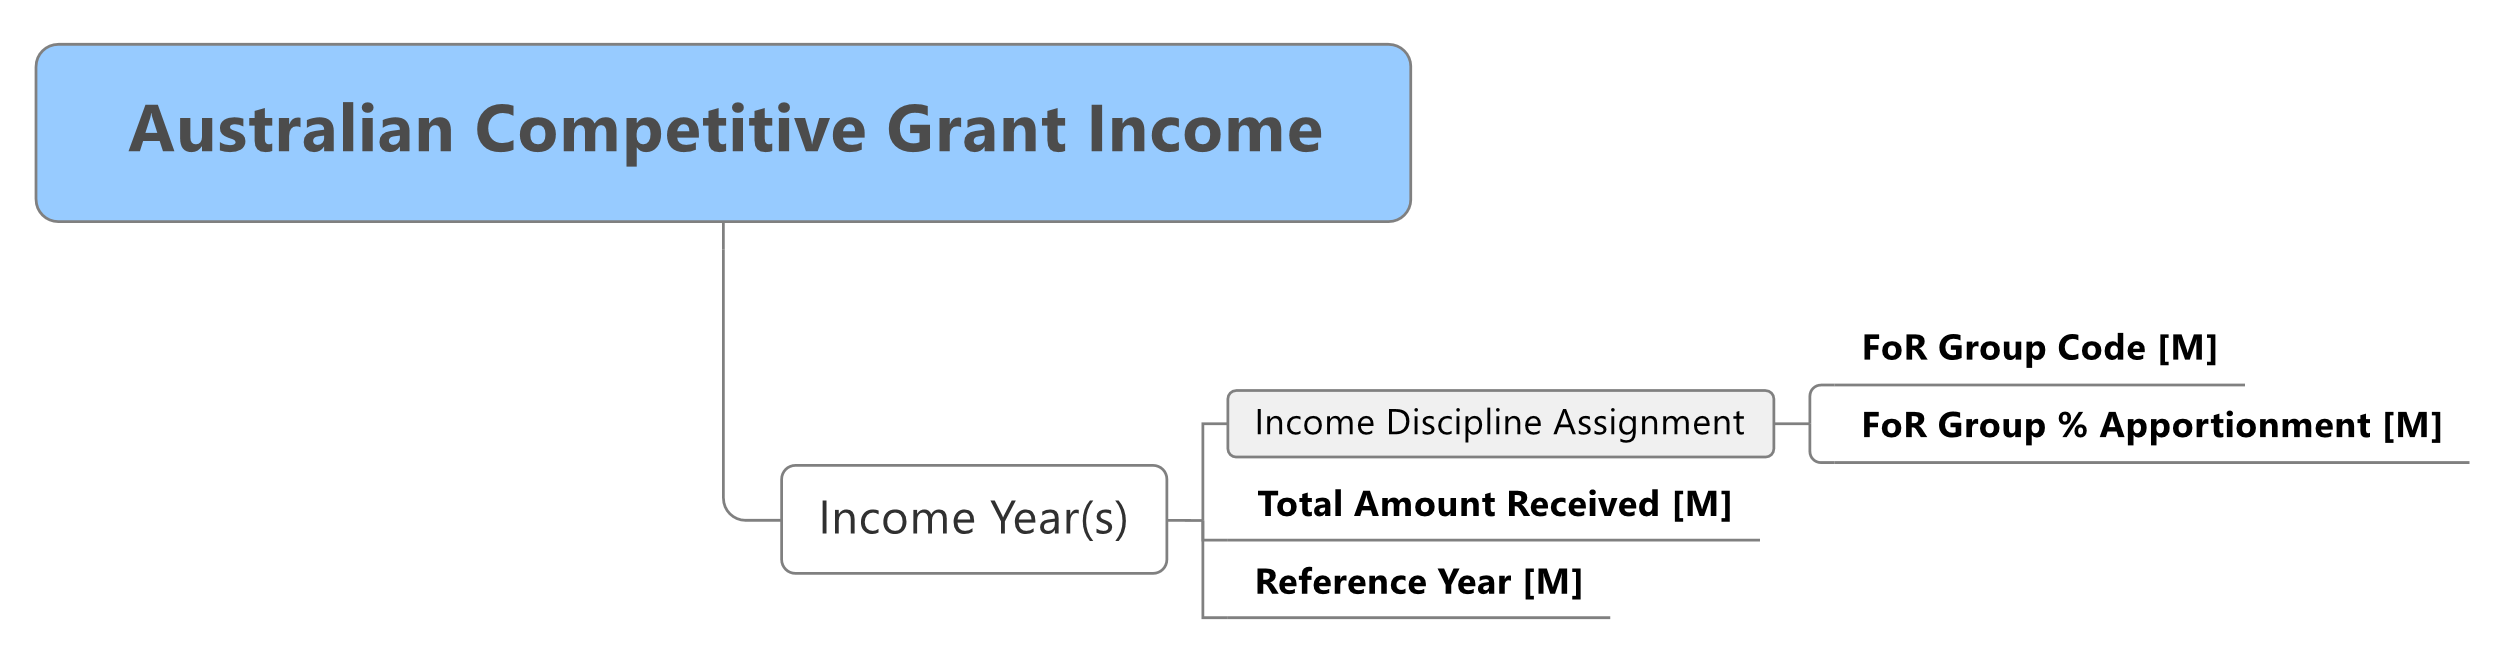 Australian Competitive Grant Income
Income Year(s)
Income Discipline Assignment
FoR Group Code [M]
FoR Group % Apportionment [M]
Total Amount Received [M]
Reference Year [M]